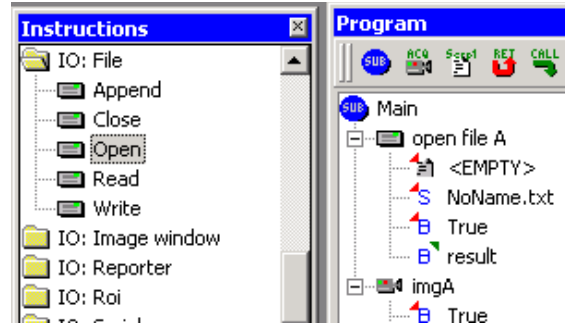 Instructions
IO: File
Append
Close
Open
Read
Write
IO: Image window
IO: Reporter
IO: Roi
Program
SUB ACQ Script RET CALL
SUB Main
open file A
<EMPTY>
S NoName.txt
B True
B result
imgA
B True